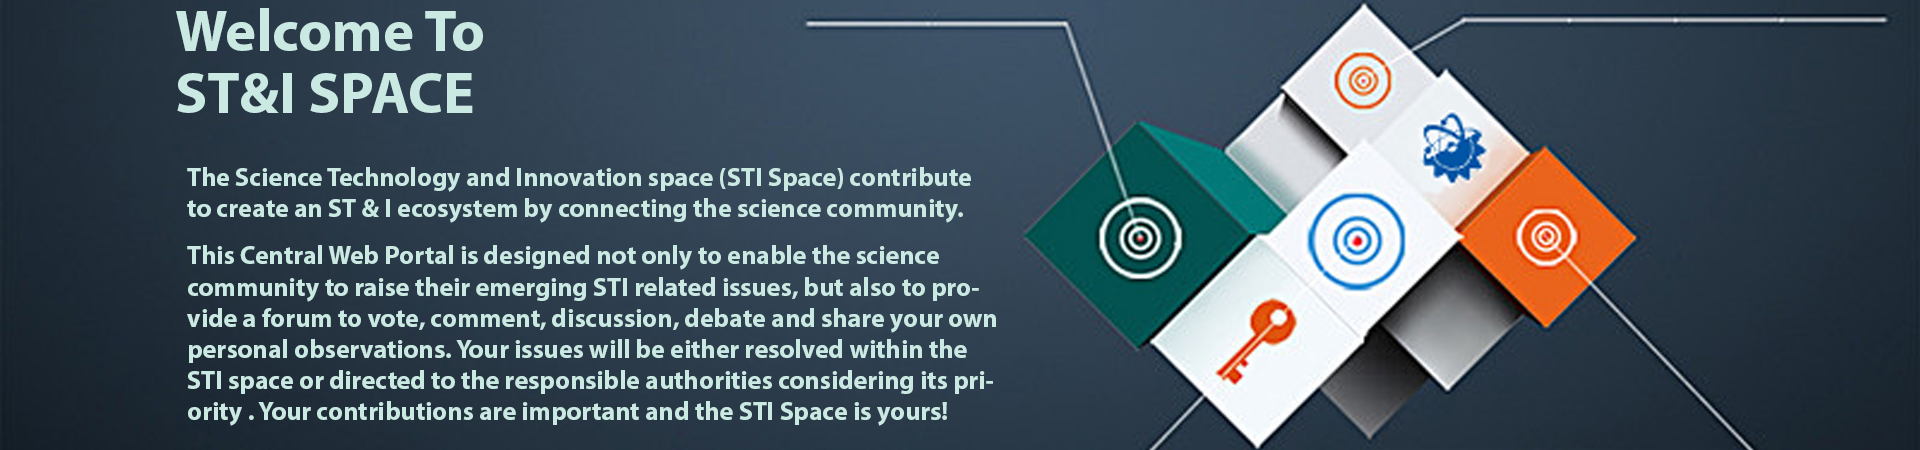 Welcome To
ST&I SPACE
The Science Technology and Innovation space (STI Space) contribute
to create an ST & I ecosystem by connecting the science community.
This Central Web Portal is designed not only to enable the science
community to raise their emerging STI related issues, but also to pro-
vide a forum to vote, comment, discussion, debate and share your own
personal observations. Your issues will be either resolved within the
STI space or directed to the responsible authorities considering its pri-
ority . Your contributions are important and the STI Space is yours!